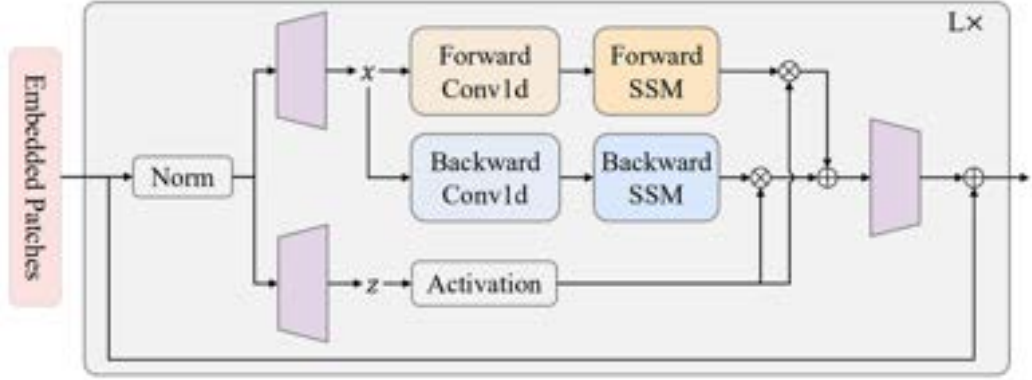 L×
Embedded Patches
Norm
x
Forward
Conv1d
Forward
SSM
Backward
Conv1d
Backward
SSM
z
Activation